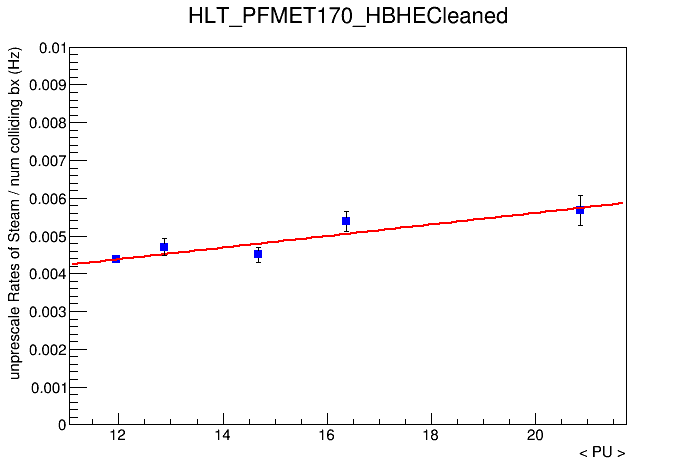 HLT_PFMET170_HBHECleaned
unprescale Rates of Steam / num colliding bx (Hz)
0.01
0.009
0.008
0.007
0.006
0.005
0.004
0.003
0.002
0.001
0
12 14 16 18 20
< PU >